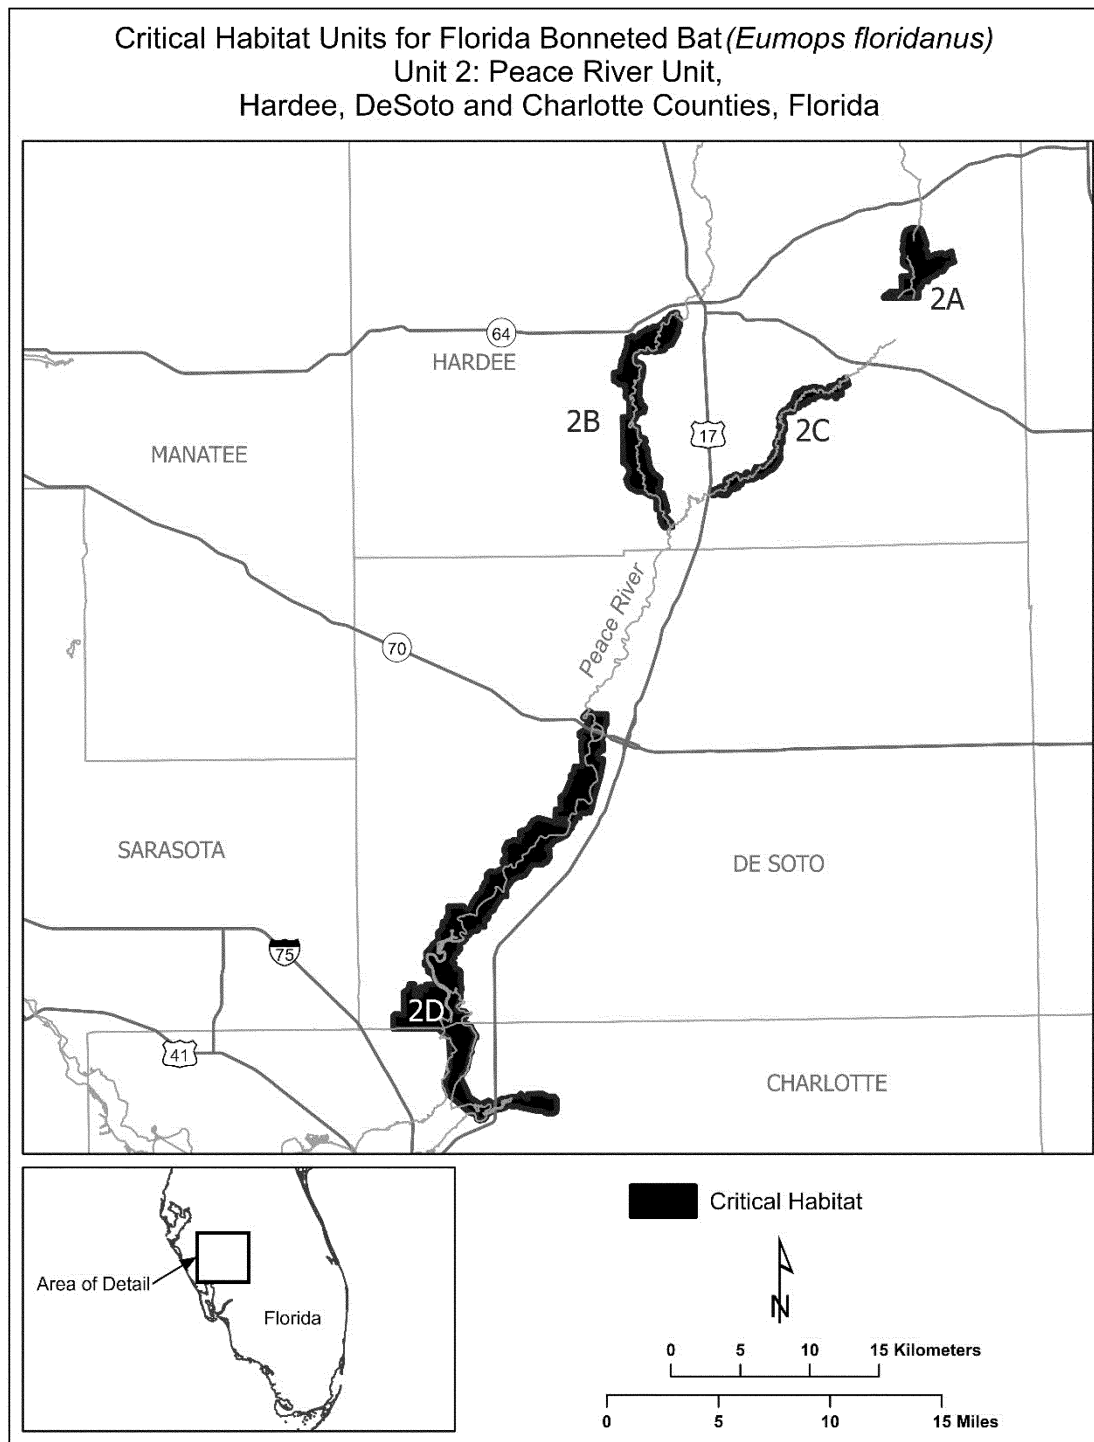 Critical Habitat Units for Florida Bonneted Bat (Eumops floridanus)
Unit 2: Peace River Unit,
Hardee, DeSoto and Charlotte Counties, Florida
2A
64
HARDEE
2B
2C
17
MANATEE
Peace River
70
SARASOTA
DE SOTO
75
2D
41
CHARLOTTE
Area of Detail
Florida
Critical Habitat
N
0 5 10 15 Kilometers
0 5 10 15 Miles